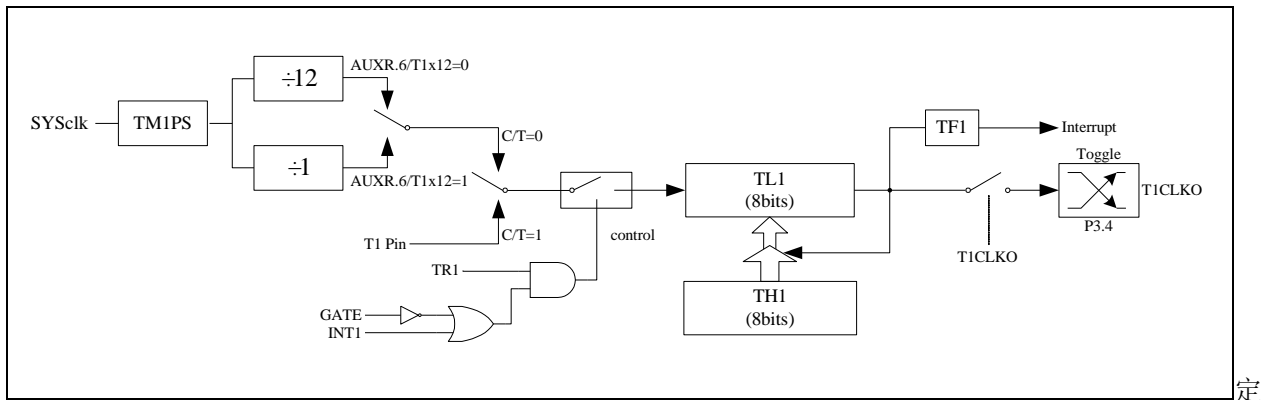 ÷12
AUXR.6/T1x12=0
SYSclk
TM1PS
÷1
AUXR.6/T1x12=1
C/T=0
T1 Pin
C/T=1
control
TR1
GATE
INT1
TL1
(8bits)
TH1
(8bits)
TF1
Interrupt
Toggle
T1CLKO
P3.4
T1CLKO
定